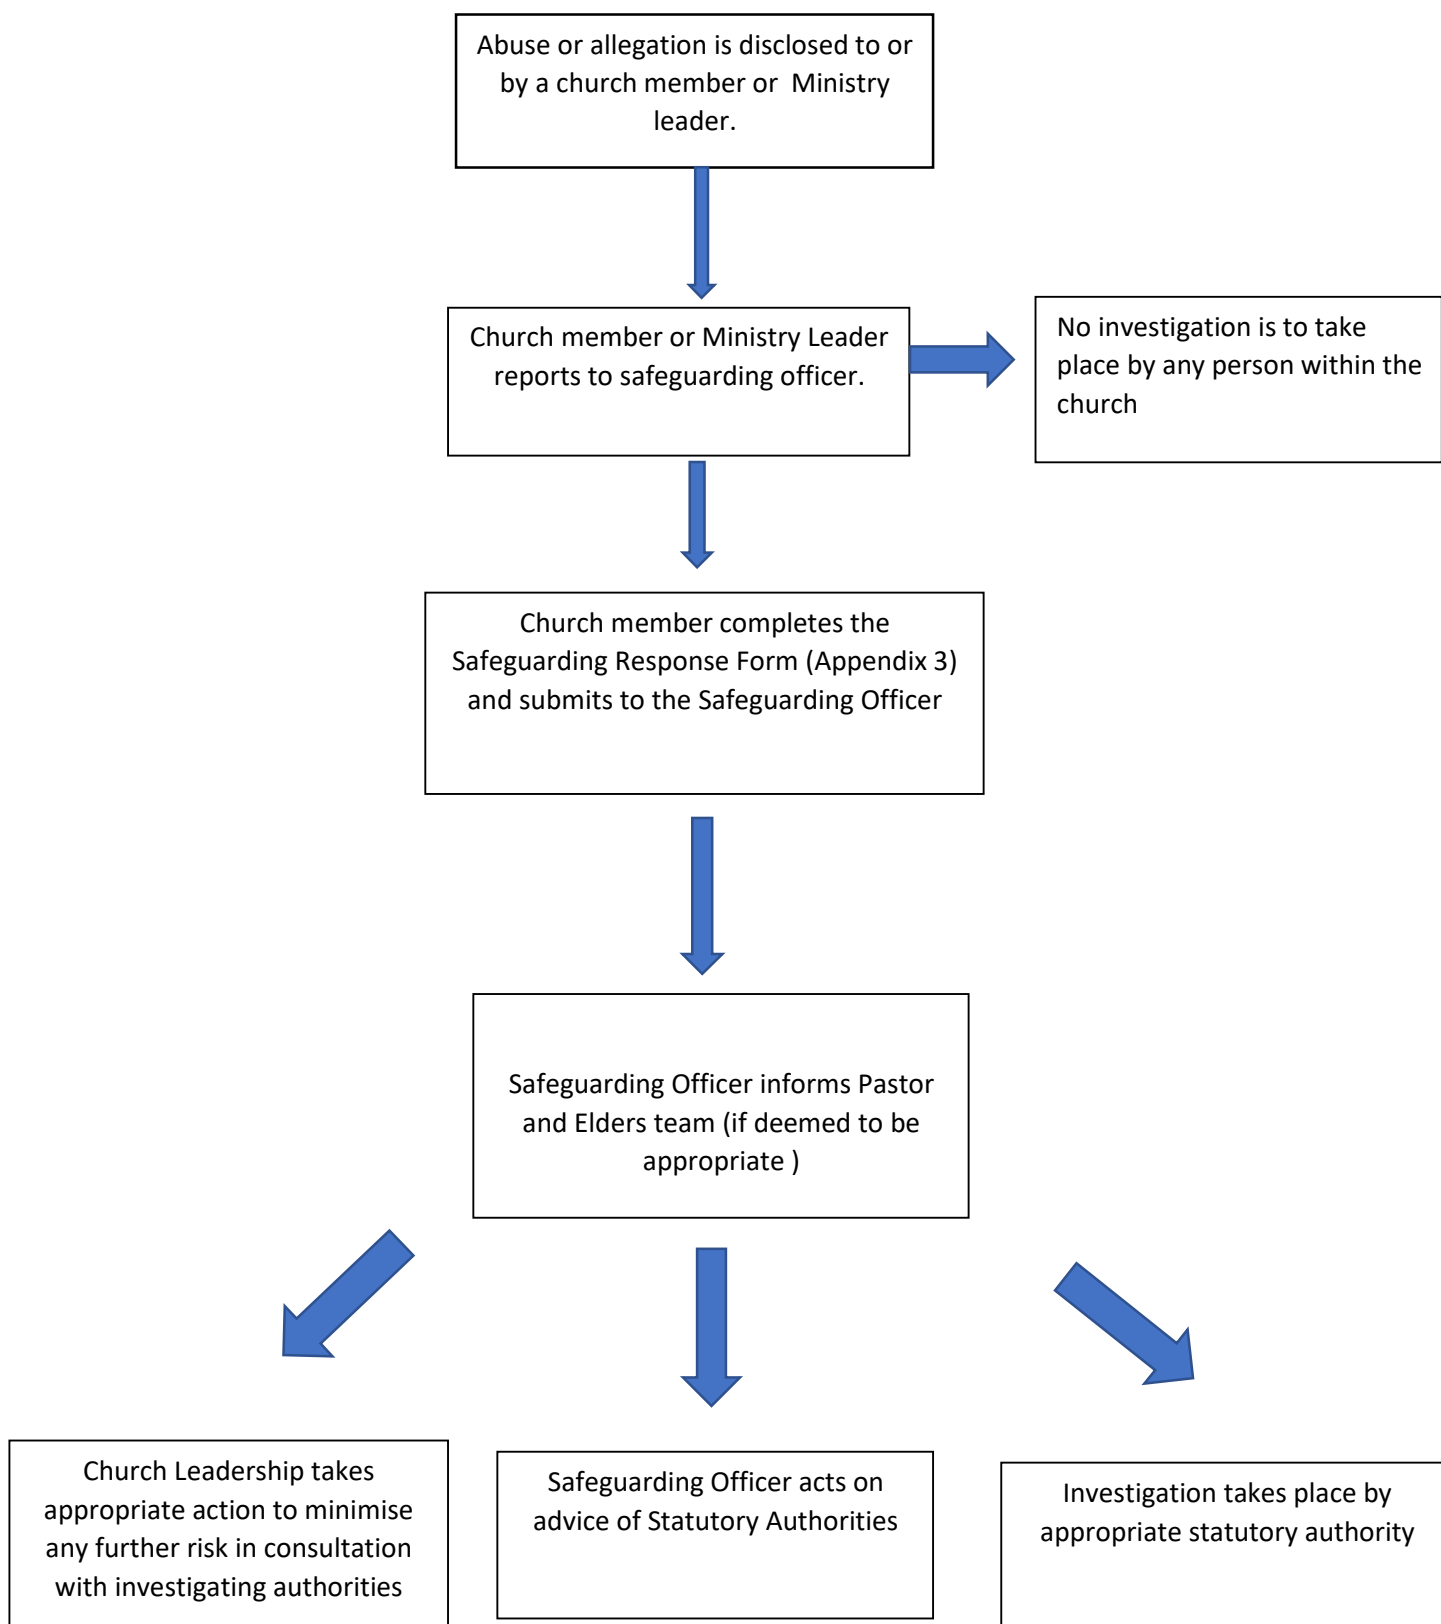 Abuse or allegation is disclosed to or
by a church member or  Ministry
leader.
Church member or Ministry Leader
reports to safeguarding officer.
No investigation is to take
place by any person within the
church
Church member completes the
Safeguarding Response Form (Appendix 3)
and submits to the Safeguarding Officer
Safeguarding Officer informs Pastor
and Elders team (if deemed to be
appropriate )
Church Leadership takes
appropriate action to minimise
any further risk in consultation
with investigating authorities
Safeguarding Officer acts on
advice of Statutory Authorities
Investigation takes place by
appropriate statutory authority